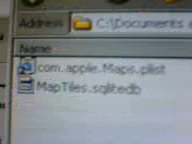 Address C:\Documents a
Name
com.apple.Maps.plist
MapTiles.sqlitedb